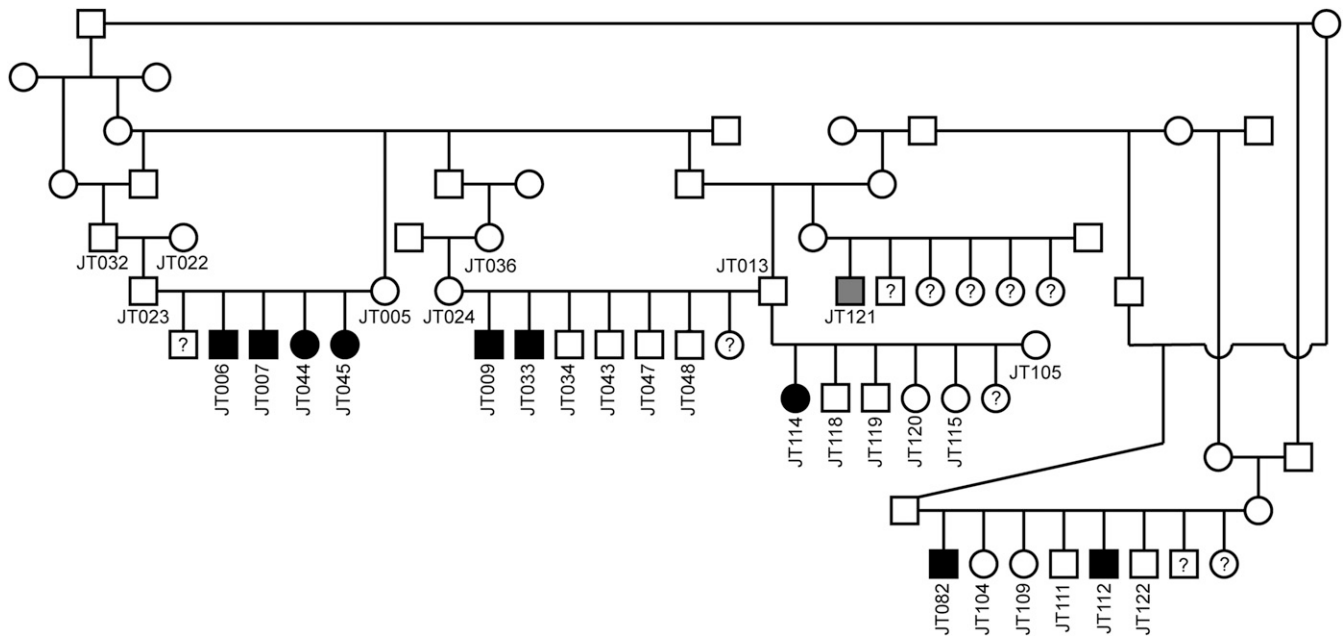 JT032
JT022
JT036
JT013
JT023
JT005
JT024
JT121
?
?
?
?
?
?
JT006
JT007
JT044
JT045
JT009
JT033
JT034
JT043
JT047
JT048
?
JT105
JT114
JT118
JT119
JT120
JT115
?
JT082
JT104
JT109
JT111
JT112
JT122
?
?